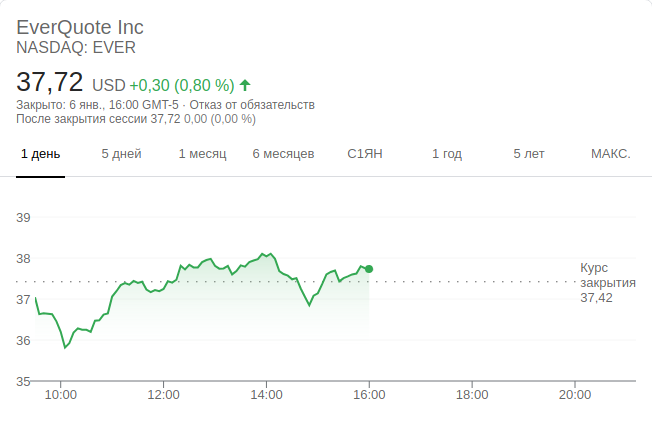 EverQuote Inc
NASDAQ: EVER
37,72 USD +0,30 (0,80 %)
Закрыто: 6 янв., 16:00 GMT-5 · Отказ от обязательств
После закрытия сессии 37,72 0,00 (0,00 %)
1 день 5 дней 1 месяц 6 месяцев С1ЯН 1 год 5 лет МАКС.
39
38
37
36
35
Курс
закрытия
37,42
10:00 12:00 14:00 16:00 18:00 20:00